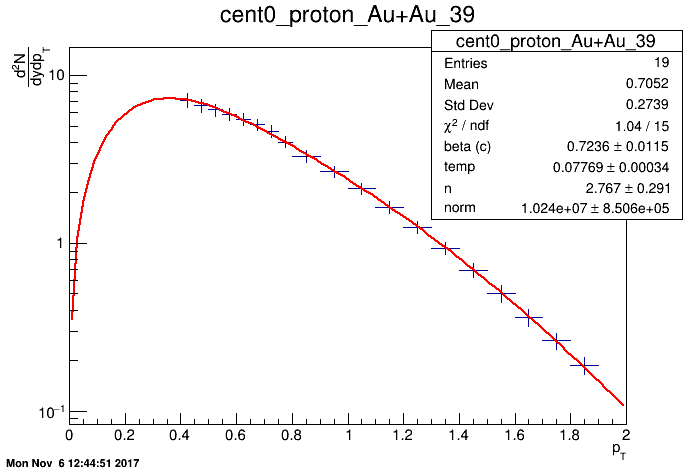 cent0_proton_Au+Au_39
cent0_proton_Au+Au_39
Entries 19
Mean 0.7052
Std Dev 0.2739
χ² / ndf 1.04 / 15
beta (c) 0.7236 ± 0.0115
temp 0.07769 ± 0.00034
n 2.767 ± 0.291
norm 1.024e+07 ± 8.506e+05
d²N
dydp_T
10
1
10⁻¹
0 0.2 0.4 0.6 0.8 1 1.2 1.4 1.6 1.8 2
p_T
Mon Nov 6 12:44:51 2017